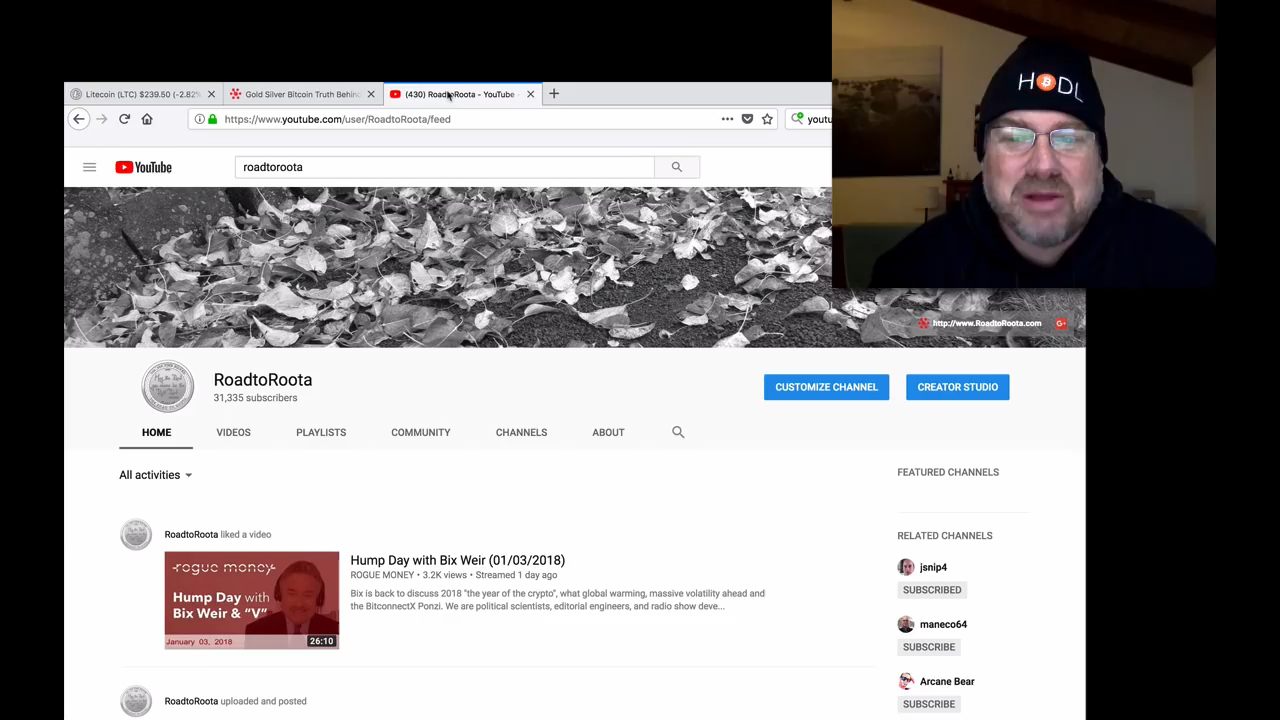 Litecoin (LTC) $239.50 (-2.82%
Gold Silver Bitcoin Truth Behind
(430) RoadtoRoota - YouTube
https://www.youtube.com/user/RoadtoRoota/feed
youtu
YouTube
roadtoroota
HODL
http://www.RoadtoRoota.com
G+
RoadtoRoota
31,335 subscribers
CUSTOMIZE CHANNEL
CREATOR STUDIO
HOME
VIDEOS
PLAYLISTS
COMMUNITY
CHANNELS
ABOUT
All activities
FEATURED CHANNELS
RoadtoRoota liked a video
rogue money
Hump Day with
Bix Weir & "V"
January 03, 2018
26:10
Hump Day with Bix Weir (01/03/2018)
ROGUE MONEY • 3.2K views • Streamed 1 day ago
Bix is back to discuss 2018 "the year of the crypto", what global warming, massive volatility ahead and
the BitconnectX Ponzi. We are political scientists, editorial engineers, and radio show deve...
RELATED CHANNELS
jsnip4
SUBSCRIBED
maneco64
SUBSCRIBE
Arcane Bear
SUBSCRIBE
RoadtoRoota uploaded and posted